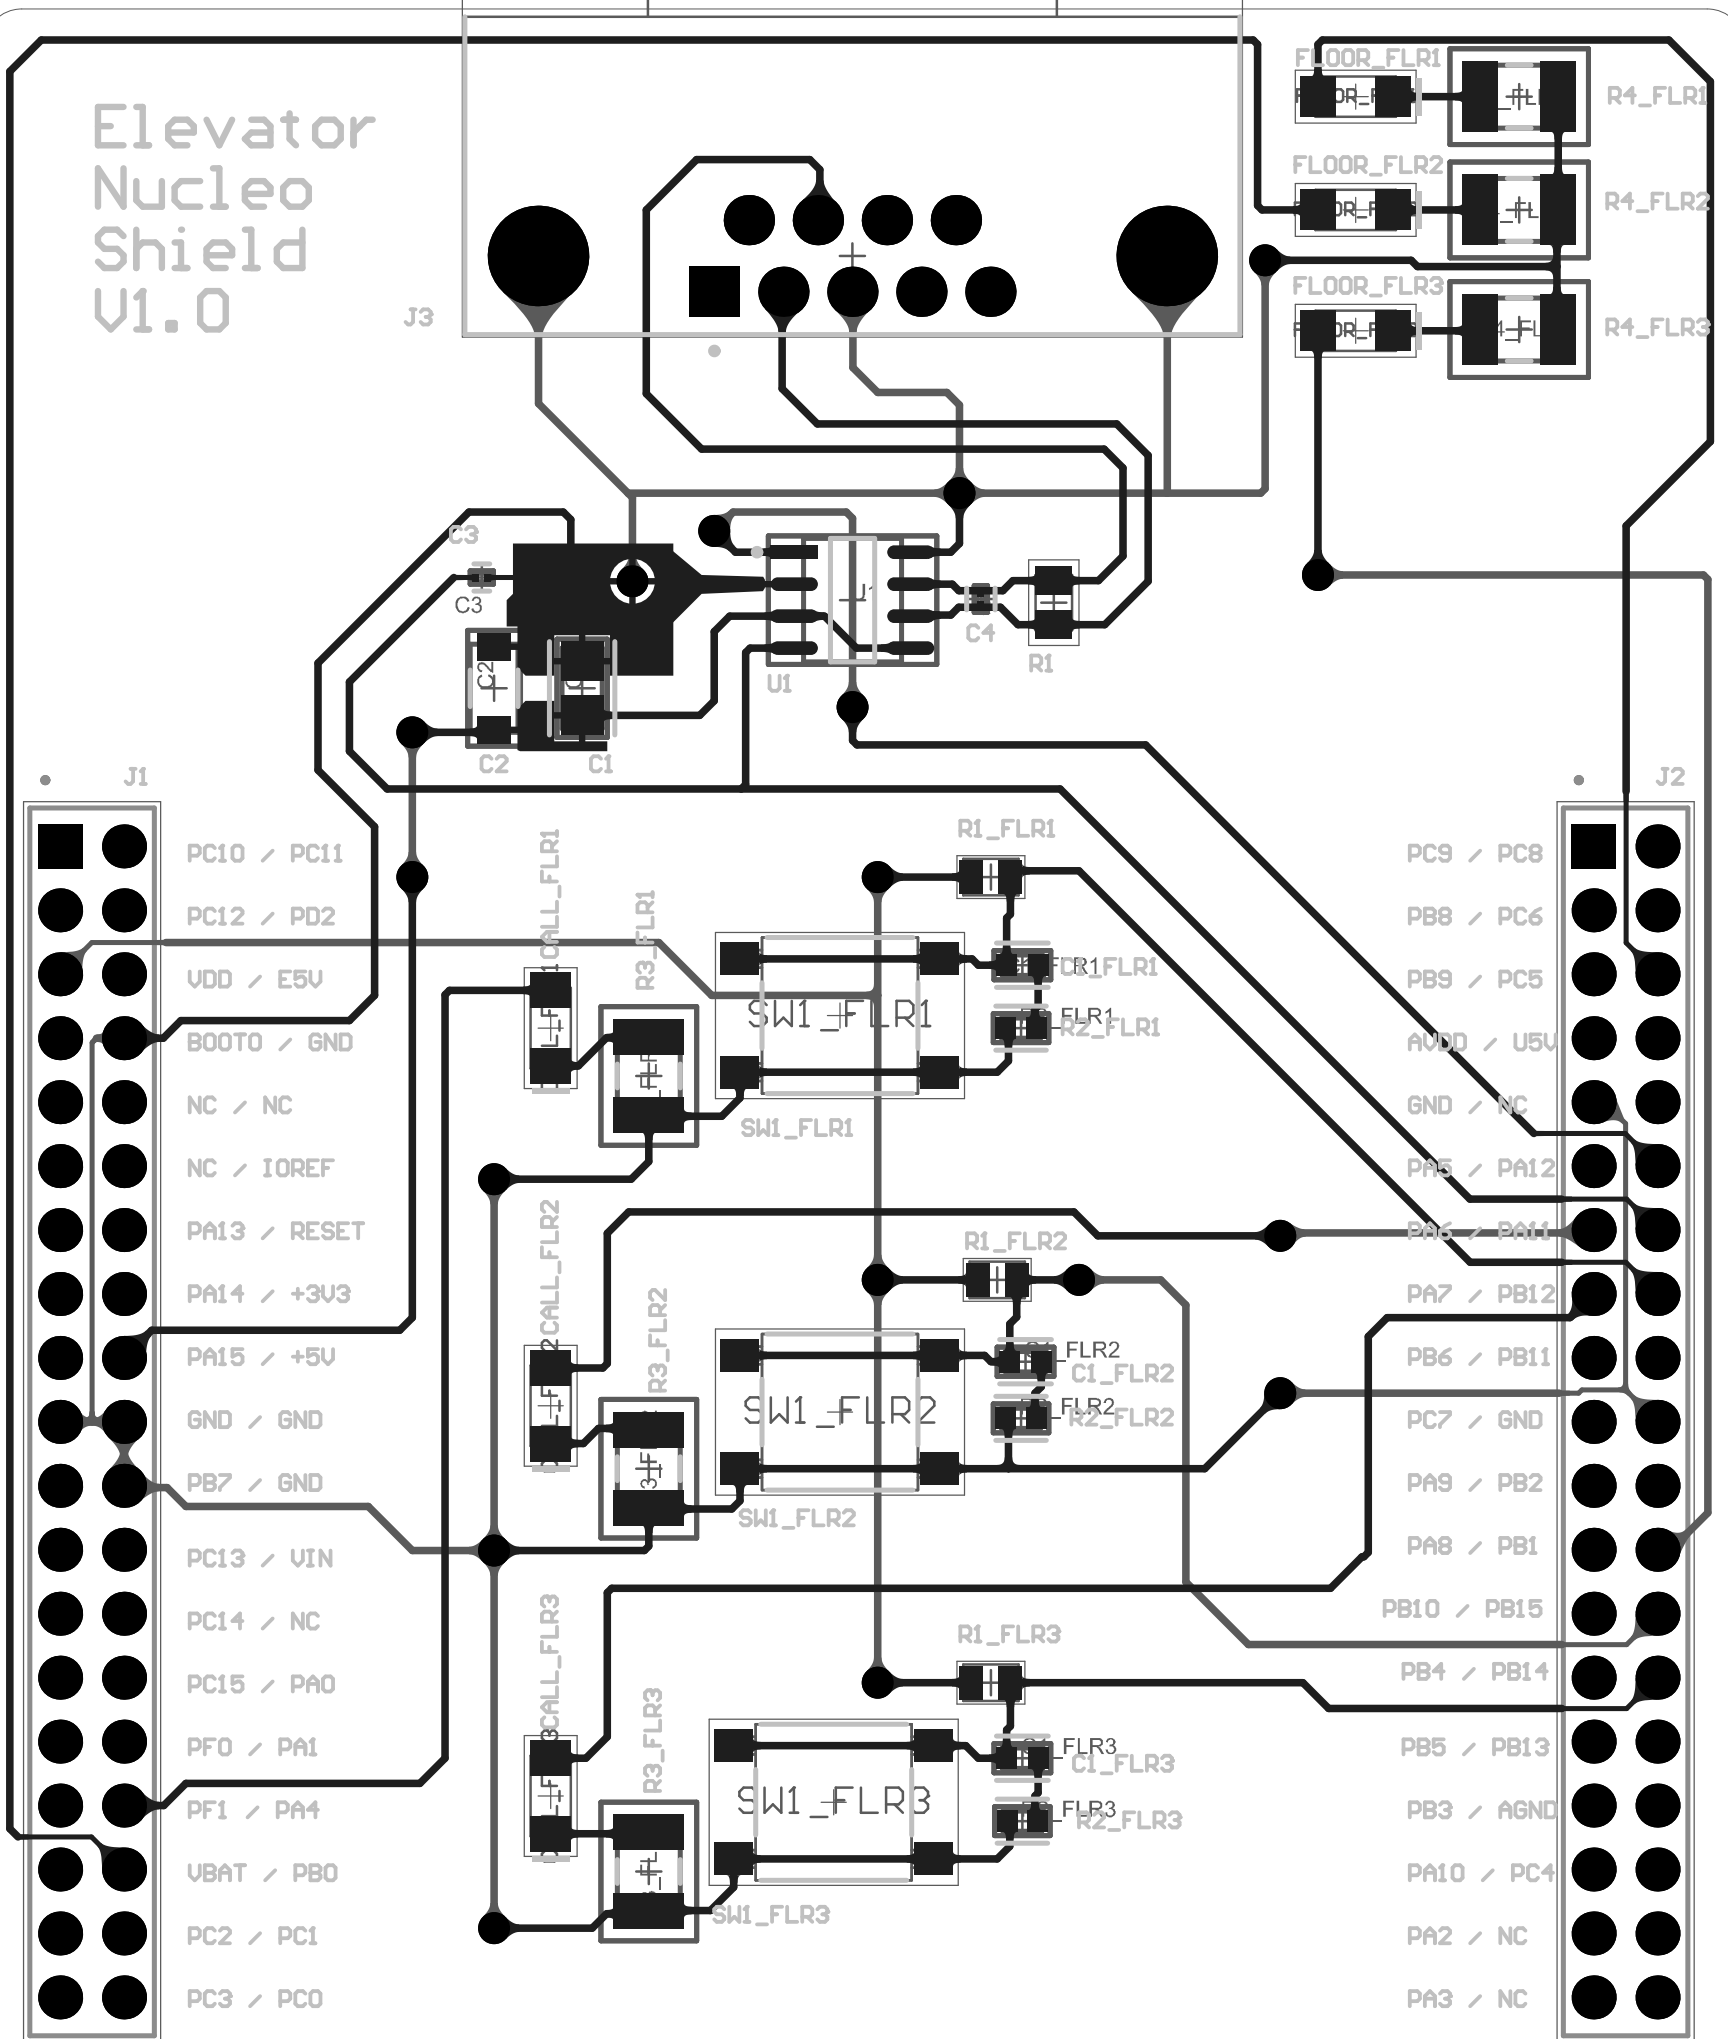 Elevator
Nucleo
Shield
V1.0
J3
FLOOR_FLR1
R4_FLR1
FLOOR_FLR2
R4_FLR2
FLOOR_FLR3
R4_FLR3
C3
C3
C2
C2
C1
U1
C4
R1
J1
J2
PC10 / PC11
PC12 / PD2
VDD / E5V
BOOT0 / GND
NC / NC
NC / IOREF
PA13 / RESET
PA14 / +3V3
PA15 / +5V
GND / GND
PB7 / GND
PC13 / VIN
PC14 / NC
PC15 / PA0
PF0 / PA1
PF1 / PA4
VBAT / PB0
PC2 / PC1
PC3 / PC0
CALL_FLR1
R3_FLR1
R1_FLR1
C1_FLR1
R2_FLR1
SW1_FLR1
SW1_FLR1
CALL_FLR2
R3_FLR2
R1_FLR2
FLR2
C1_FLR2
FLR2
R2_FLR2
SW1_FLR2
SW1_FLR2
CALL_FLR3
R3_FLR3
R1_FLR3
FLR3
C1_FLR3
FLR3
R2_FLR3
SW1_FLR3
SW1_FLR3
PC9 / PC8
PB8 / PC6
PB9 / PC5
AVDD / U5V
GND / NC
PA5 / PA12
PA6 / PA11
PA7 / PB12
PB6 / PB11
PC7 / GND
PA9 / PB2
PA8 / PB1
PB10 / PB15
PB4 / PB14
PB5 / PB13
PB3 / AGND
PA10 / PC4
PA2 / NC
PA3 / NC